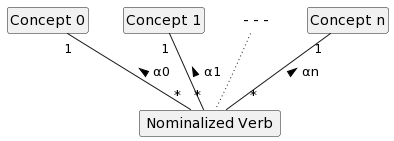 Concept 0 Concept 1 - - - Concept n
1 1 1
α0 α1 αn
* * *
Nominalized Verb